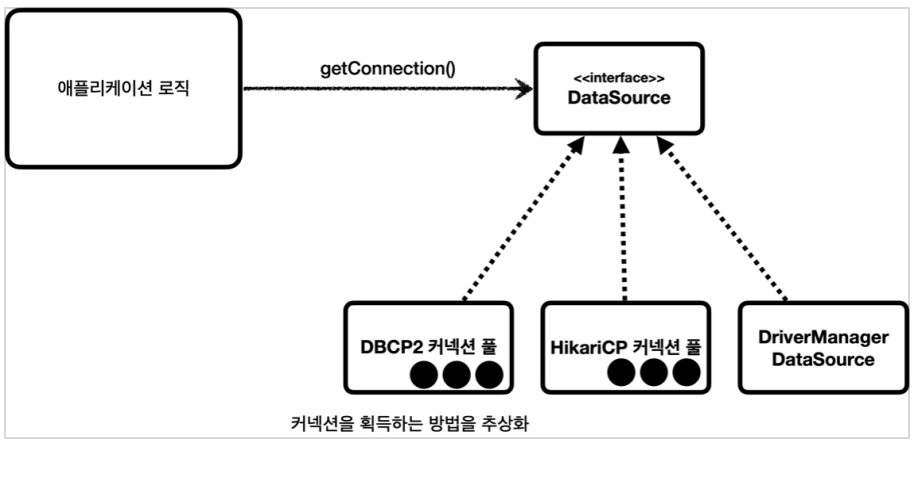 애플리케이션 로직
getConnection()
<<interface>>
DataSource
DBCP2 커넥션 풀
HikariCP 커넥션 풀
DriverManager
DataSource
커넥션을 획득하는 방법을 추상화